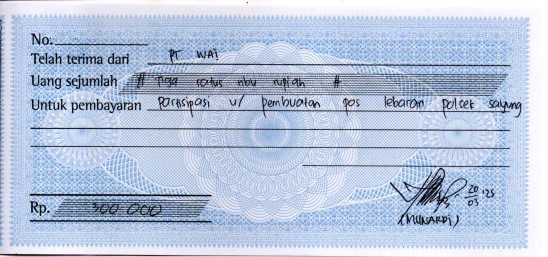 No.
Telah terima dari PT WAI
Uang sejumlah # Tiga ratus ribu rupiah #
Untuk pembayaran Partisipasi u/ pembuatan pos lebaran polsek sayung
20/03 '25
Rp. 300 000
(MUNARDI)